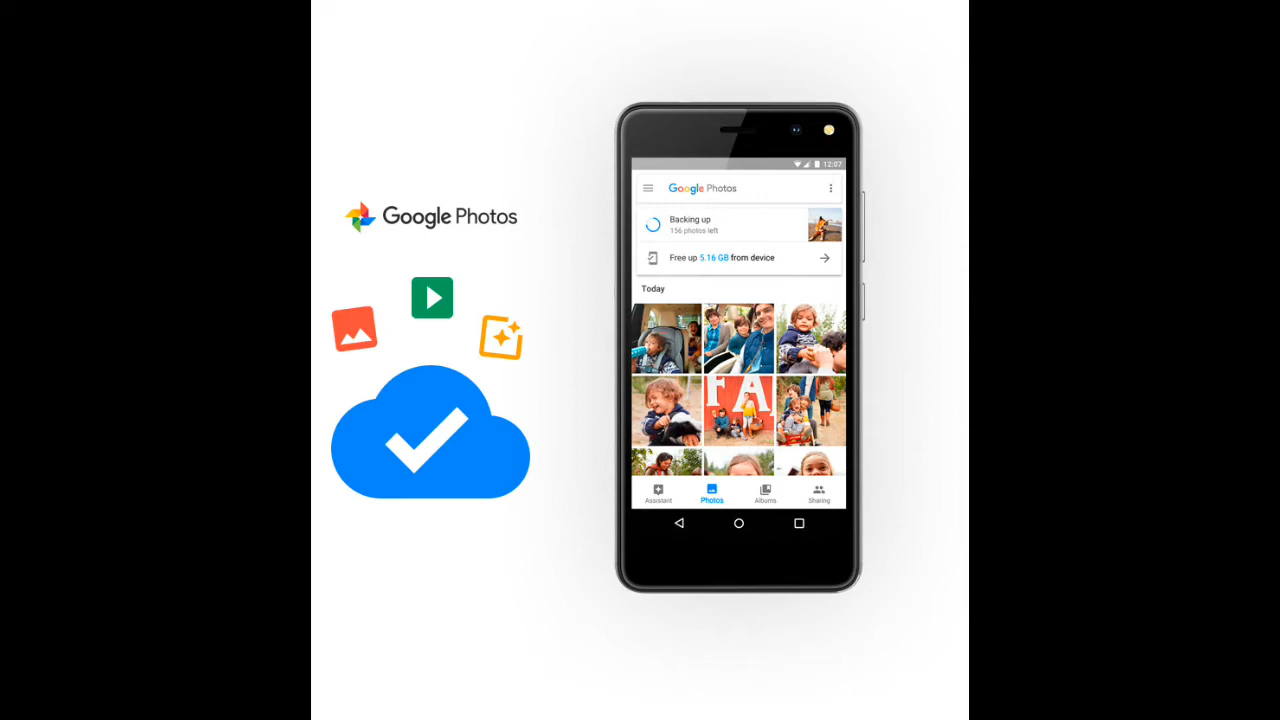 Google Photos
12:07
Google Photos
Backing up
156 photos left
Free up 5.16 GB from device
Today
FA
Assistant
Photos
Albums
Sharing